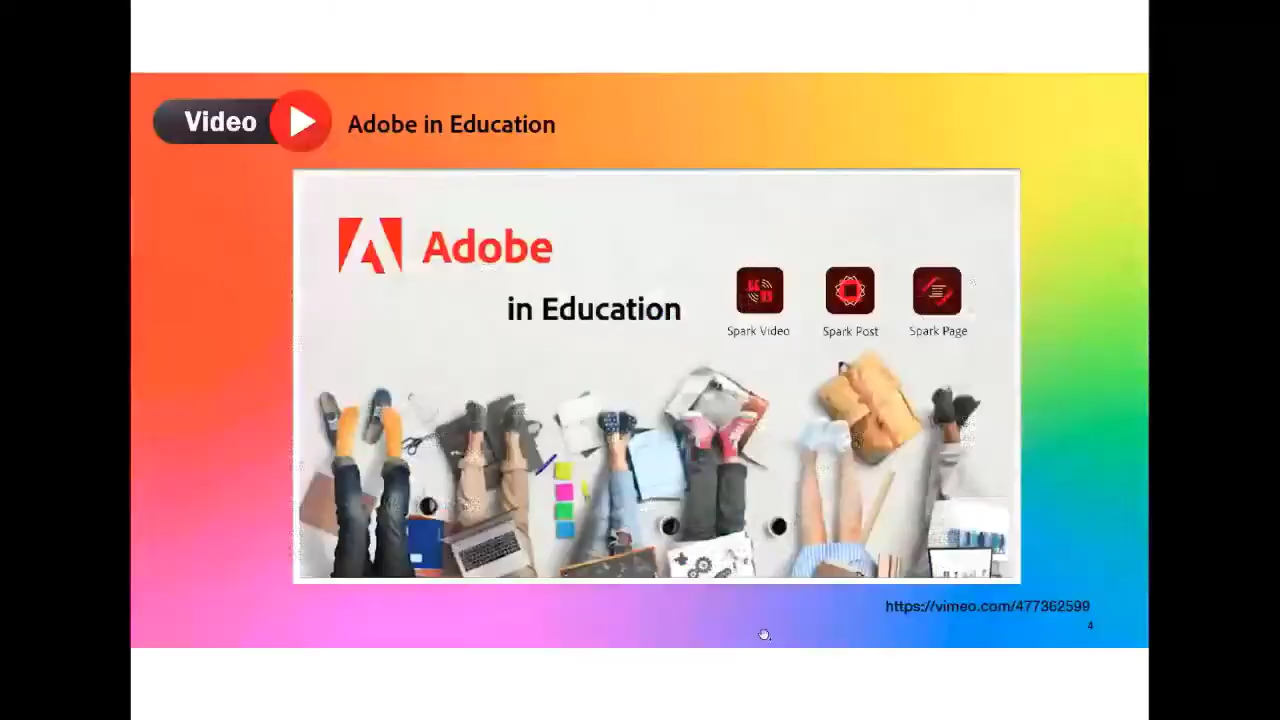 Video
Adobe in Education
Adobe
in Education
Spark Video
Spark Post
Spark Page
https://vimeo.com/477362599
4